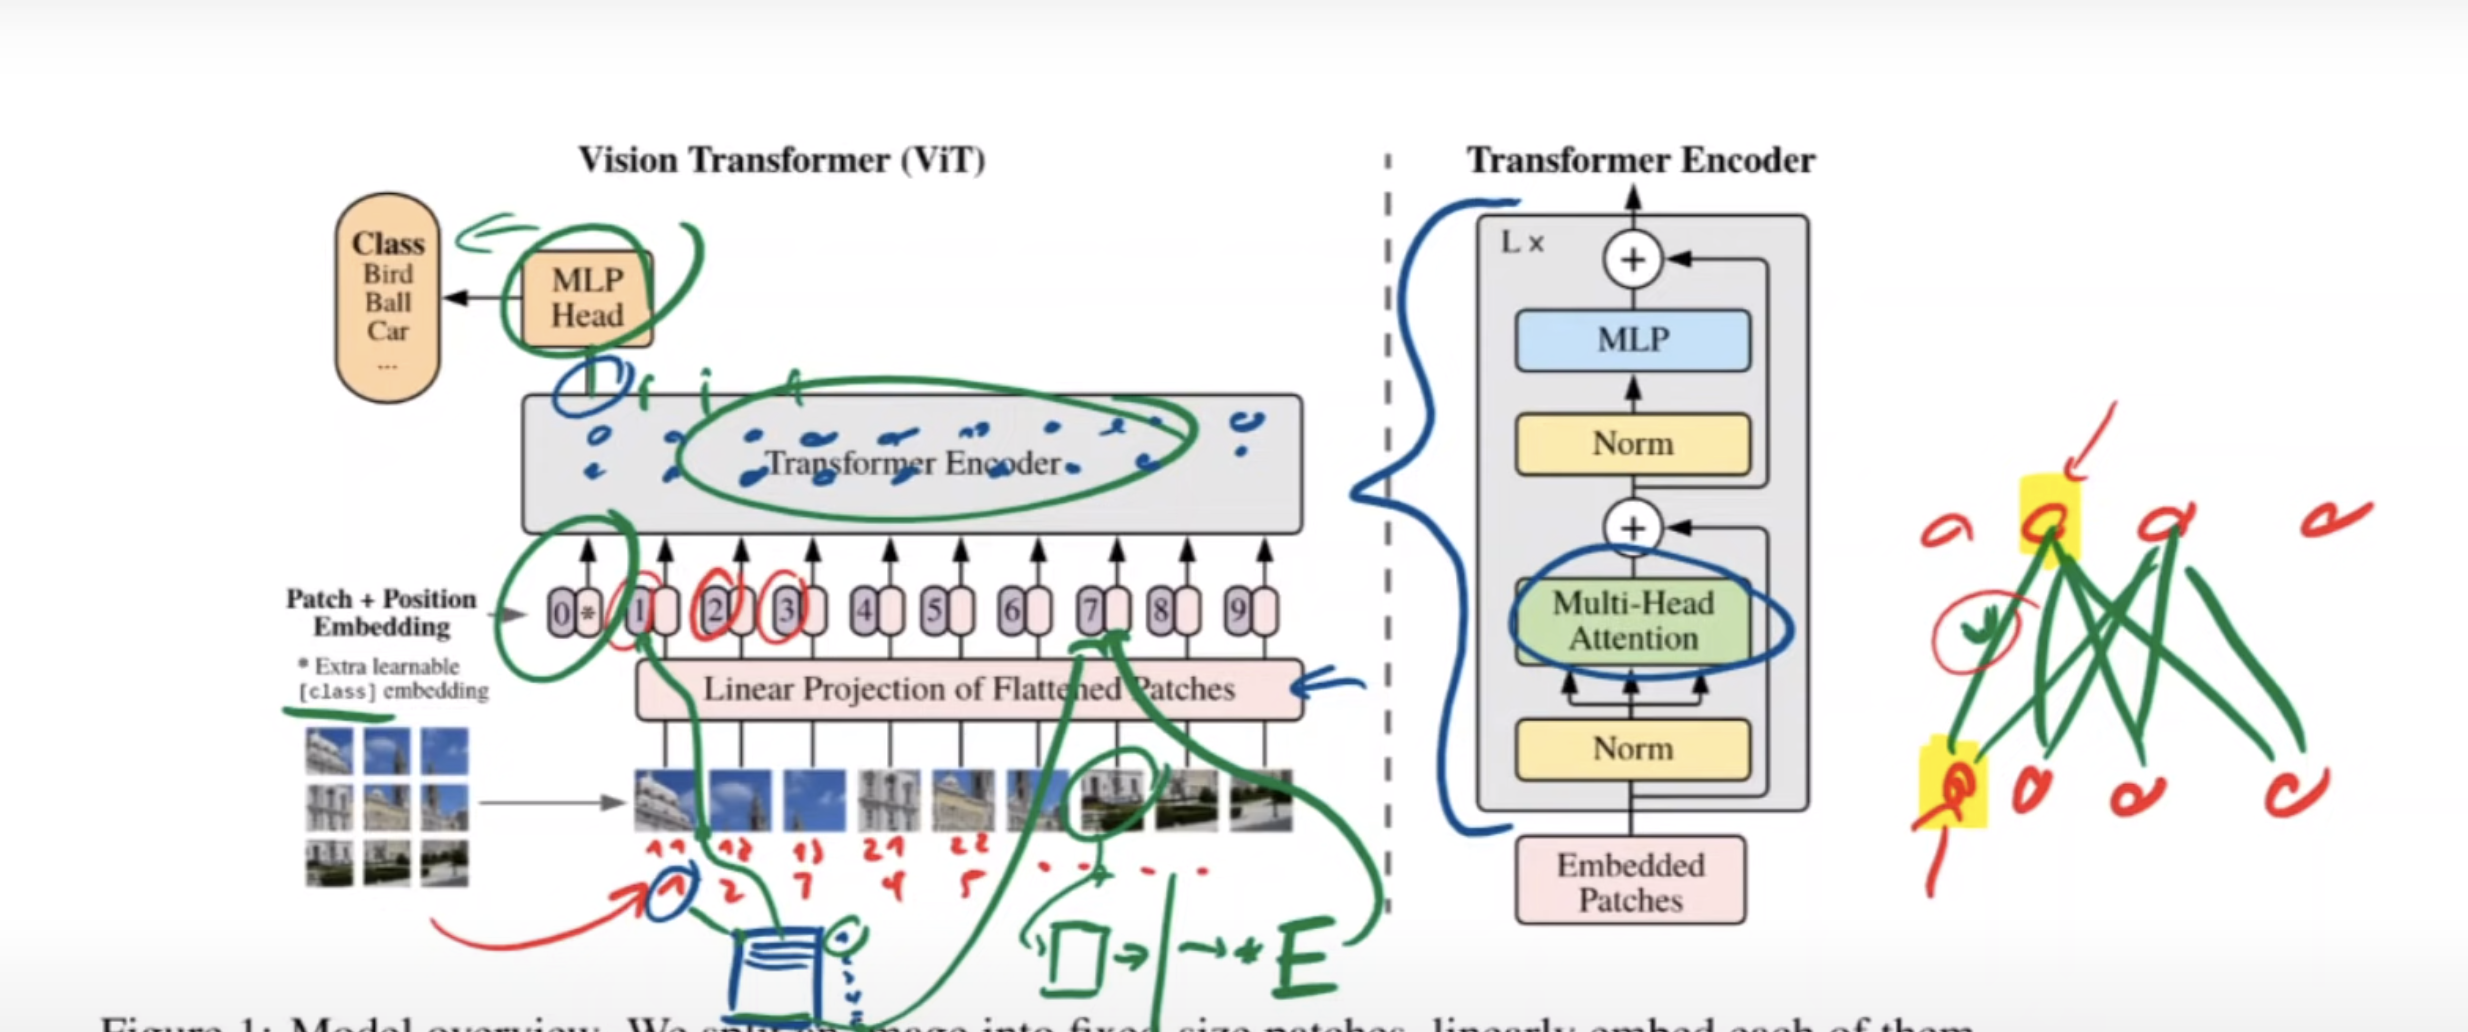 Vision Transformer (ViT)
Class
Bird
Ball
Car
...
MLP
Head
Transformer Encoder
Patch + Position
Embedding
0 * 1 2 3 4 5 6 7 8 9
* Extra learnable
[class] embedding
Linear Projection of Flattened Patches
11 12 13 21 22
1 2 7 4 5
E
Transformer Encoder
L x
+
MLP
Norm
+
Multi-Head
Attention
Norm
Embedded
Patches
Figure 1: Model overview. We split an image into fixed-size patches, linearly embed each of them